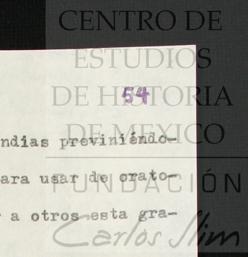 CENTRO DE
ESTUDIOS
DE HISTORIA
54
DE MEXICO
ndias previniéndo-
FUNDACIÓN
ara usar de orato-
a otros esta gra-
Carlos Slim